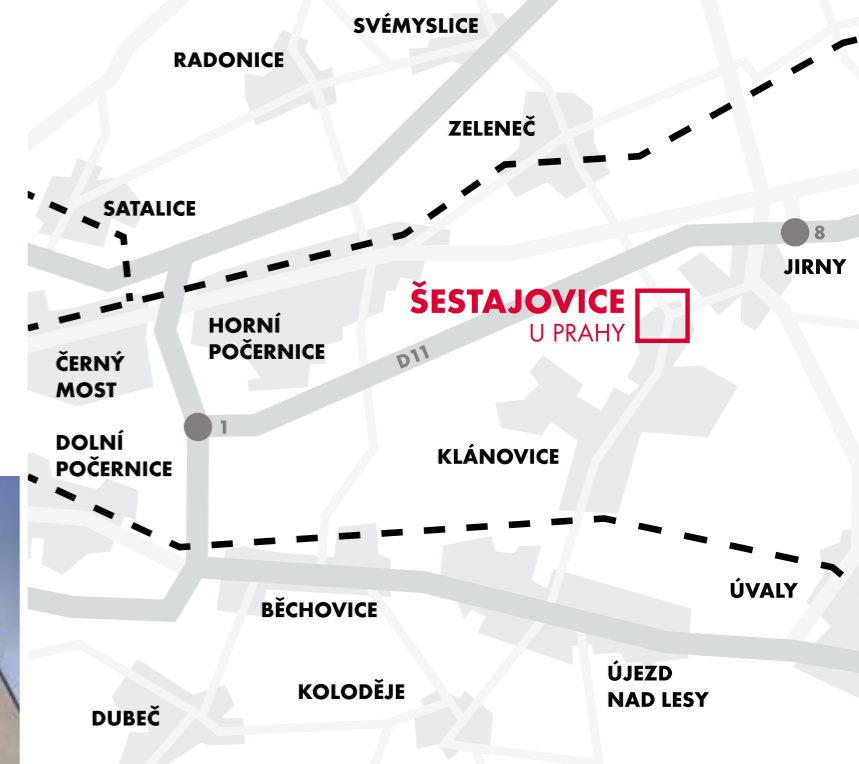 SVÉMYSLICE
RADONICE
ZELENEČ
SATALICE
8
JIRNY
ŠESTAJOVICE
U PRAHY
HORNÍ
POČERNICE
D11
ČERNÝ
MOST
1
DOLNÍ
POČERNICE
KLÁNOVICE
ÚVALY
BĚCHOVICE
ÚJEZD
NAD LESY
KOLODĚJE
DUBEČ